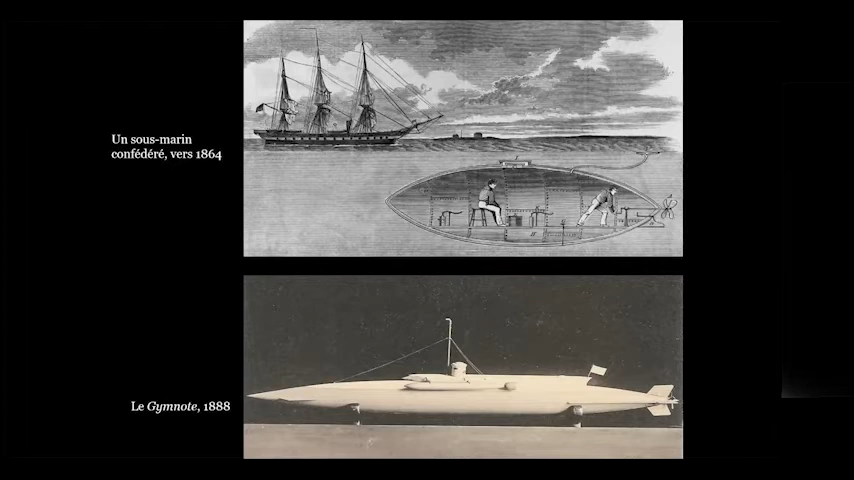 Un sous-marin
confédéré, vers 1864
Le Gymnote, 1888